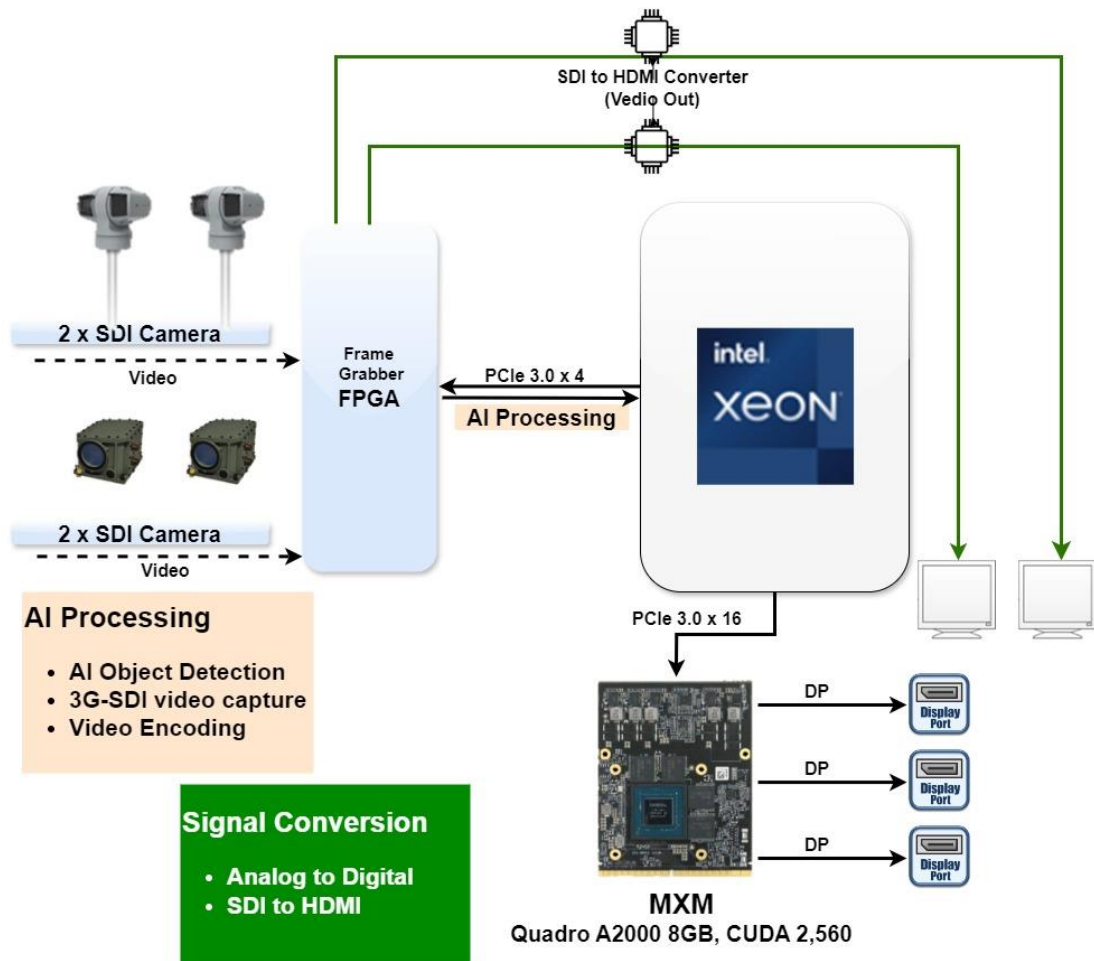 SDI to HDMI Converter
(Vedio Out)
2 x SDI Camera
Video
Frame
Grabber
FPGA
PCIe 3.0 x 4
AI Processing
intel.
xeon
2 x SDI Camera
Video
AI Processing
• AI Object Detection
• 3G-SDI video capture
• Video Encoding
PCIe 3.0 x 16
DP
Display
Port
DP
Display
Port
DP
Display
Port
Signal Conversion
• Analog to Digital
• SDI to HDMI
MXM
Quadro A2000 8GB, CUDA 2,560